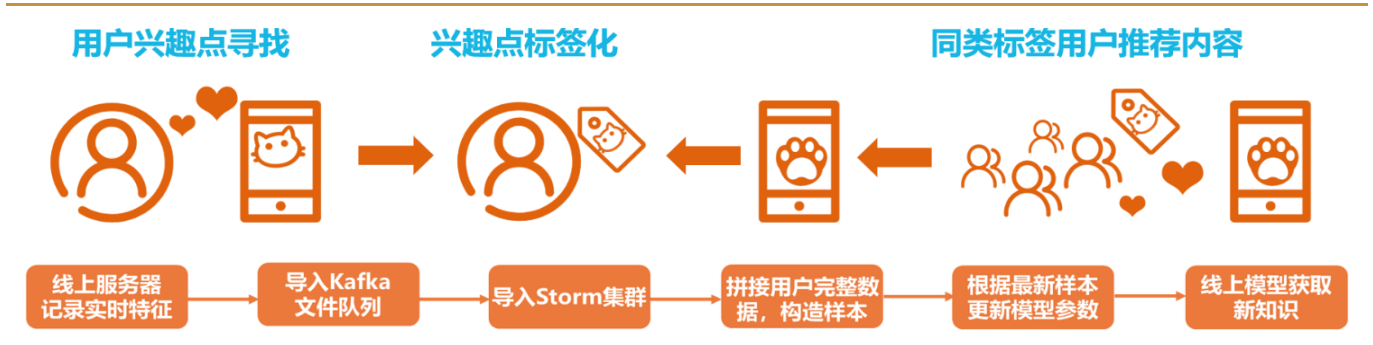 用户兴趣点寻找
兴趣点标签化
同类标签用户推荐内容
线上服务器
记录实时特征
导入Kafka
文件队列
导入Storm集群
拼接用户完整数
据，构造样本
根据最新样本
更新模型参数
线上模型获取
新知识